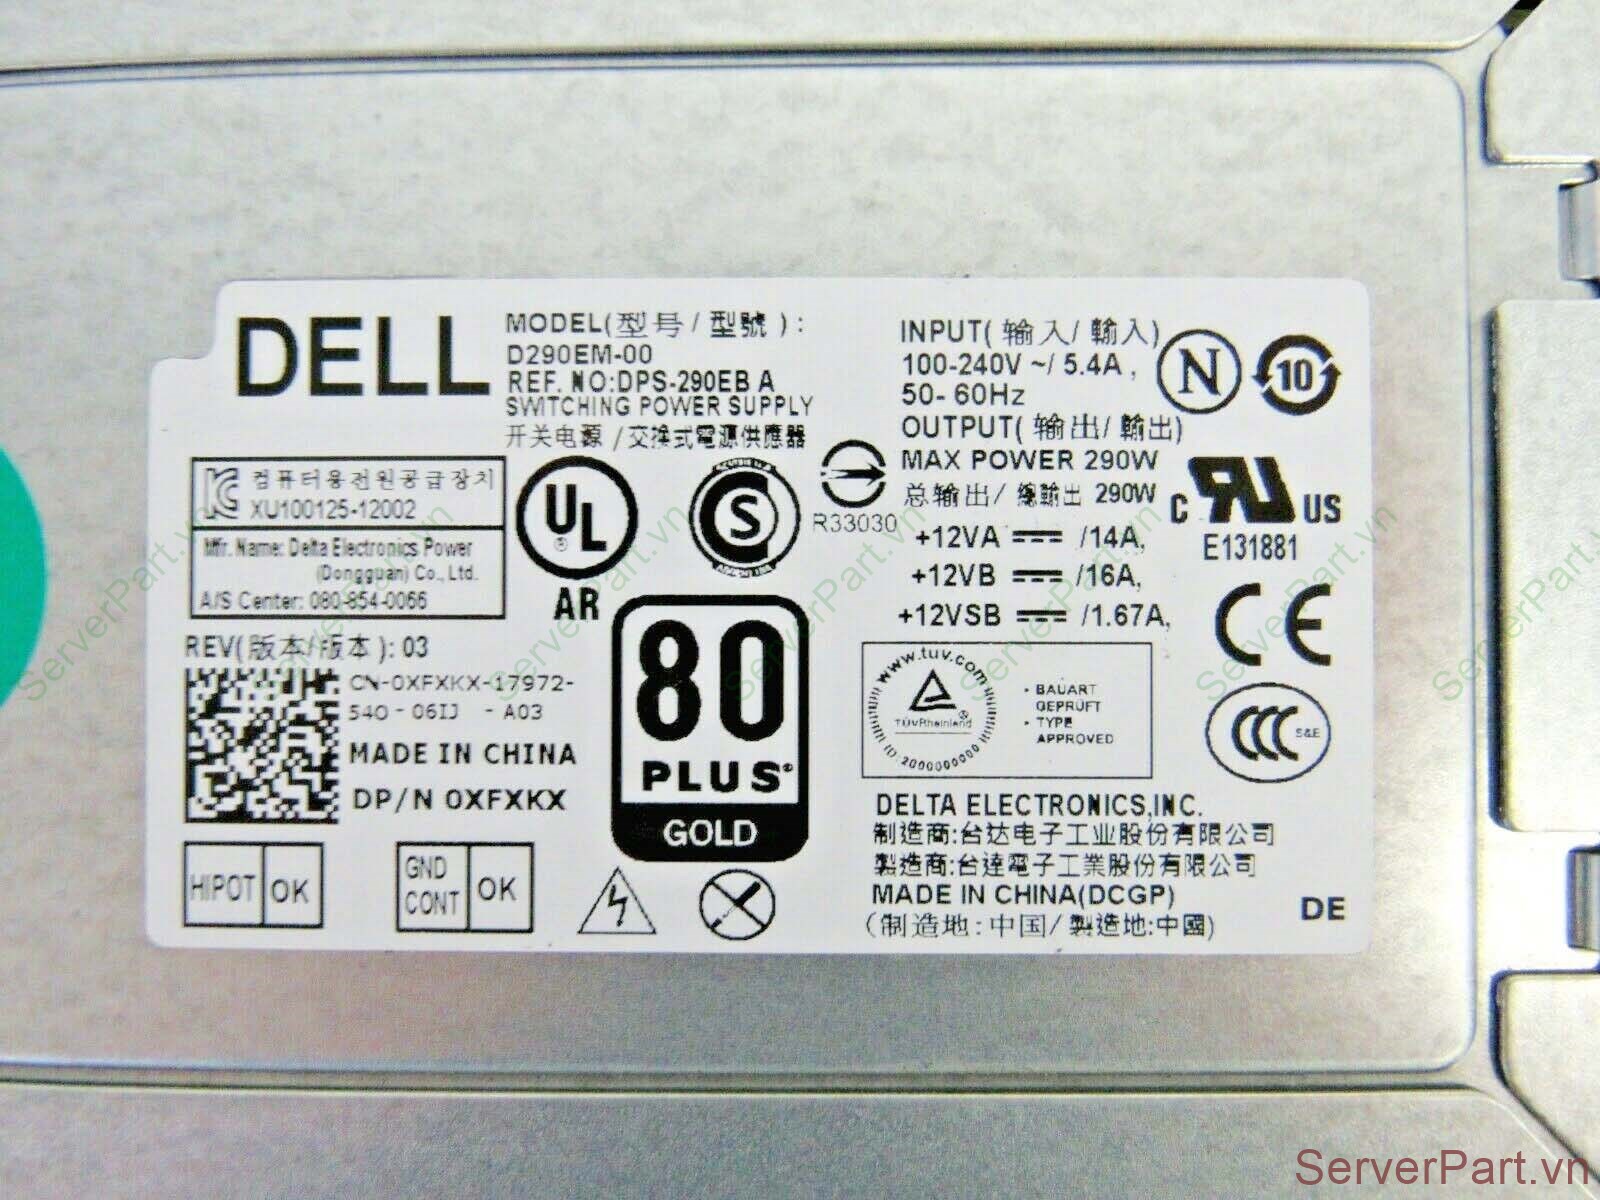 DELL
MODEL(型号/型號):
D290EM-00
REF. NO:DPS-290EB A
SWITCHING POWER SUPPLY
开关电源/交換式電源供應器
INPUT(输入/輸入)
100-240V ~/ 5.4A ,
50- 60Hz
OUTPUT(输出/輸出)
MAX POWER 290W
总输出/總輸出 290W
+12VA /14A,
+12VB /16A,
+12VSB /1.67A,
N
10
컴퓨터용전원공급장치
XU100125-12002
Mfr. Name: Delta Electronics Power
(Dongguan) Co., Ltd.
A/S Center: 080-854-0066
UL
®
AR
S
R33030
C US
E131881
CE
REV(版本/版本): 03
CN-0XFXKX-17972-
540-06IJ -A03
MADE IN CHINA
DP/N 0XFXKX
80
PLUS®
GOLD
www.tuv.com
TÜVRheinland®
ID:2000000000
· BAUART
GEPRÜFT
· TYPE
APPROVED
CCC S&E
DELTA ELECTRONICS,INC.
制造商:台达电子工业股份有限公司
製造商:台達電子工業股份有限公司
MADE IN CHINA(DCGP)
(制造地:中国/製造地:中國)
DE
HIPOT OK
GND CONT OK
ServerPart.vn